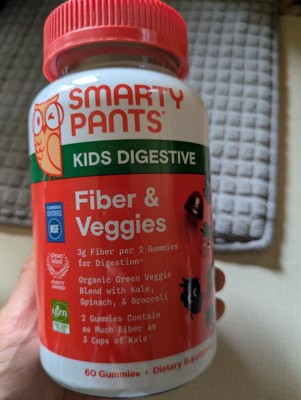 SMARTY
PANTS
KIDS DIGESTIVE
Fiber &
Veggies
NSF
3g Fiber per 2 Gummies
for Digestion
Organic Green Veggie
Blend with Kale,
Spinach, & Broccoli
2 Gummies Contain
as Much Fiber as
3 Cups of Kale!
60 Gummies • Dietary